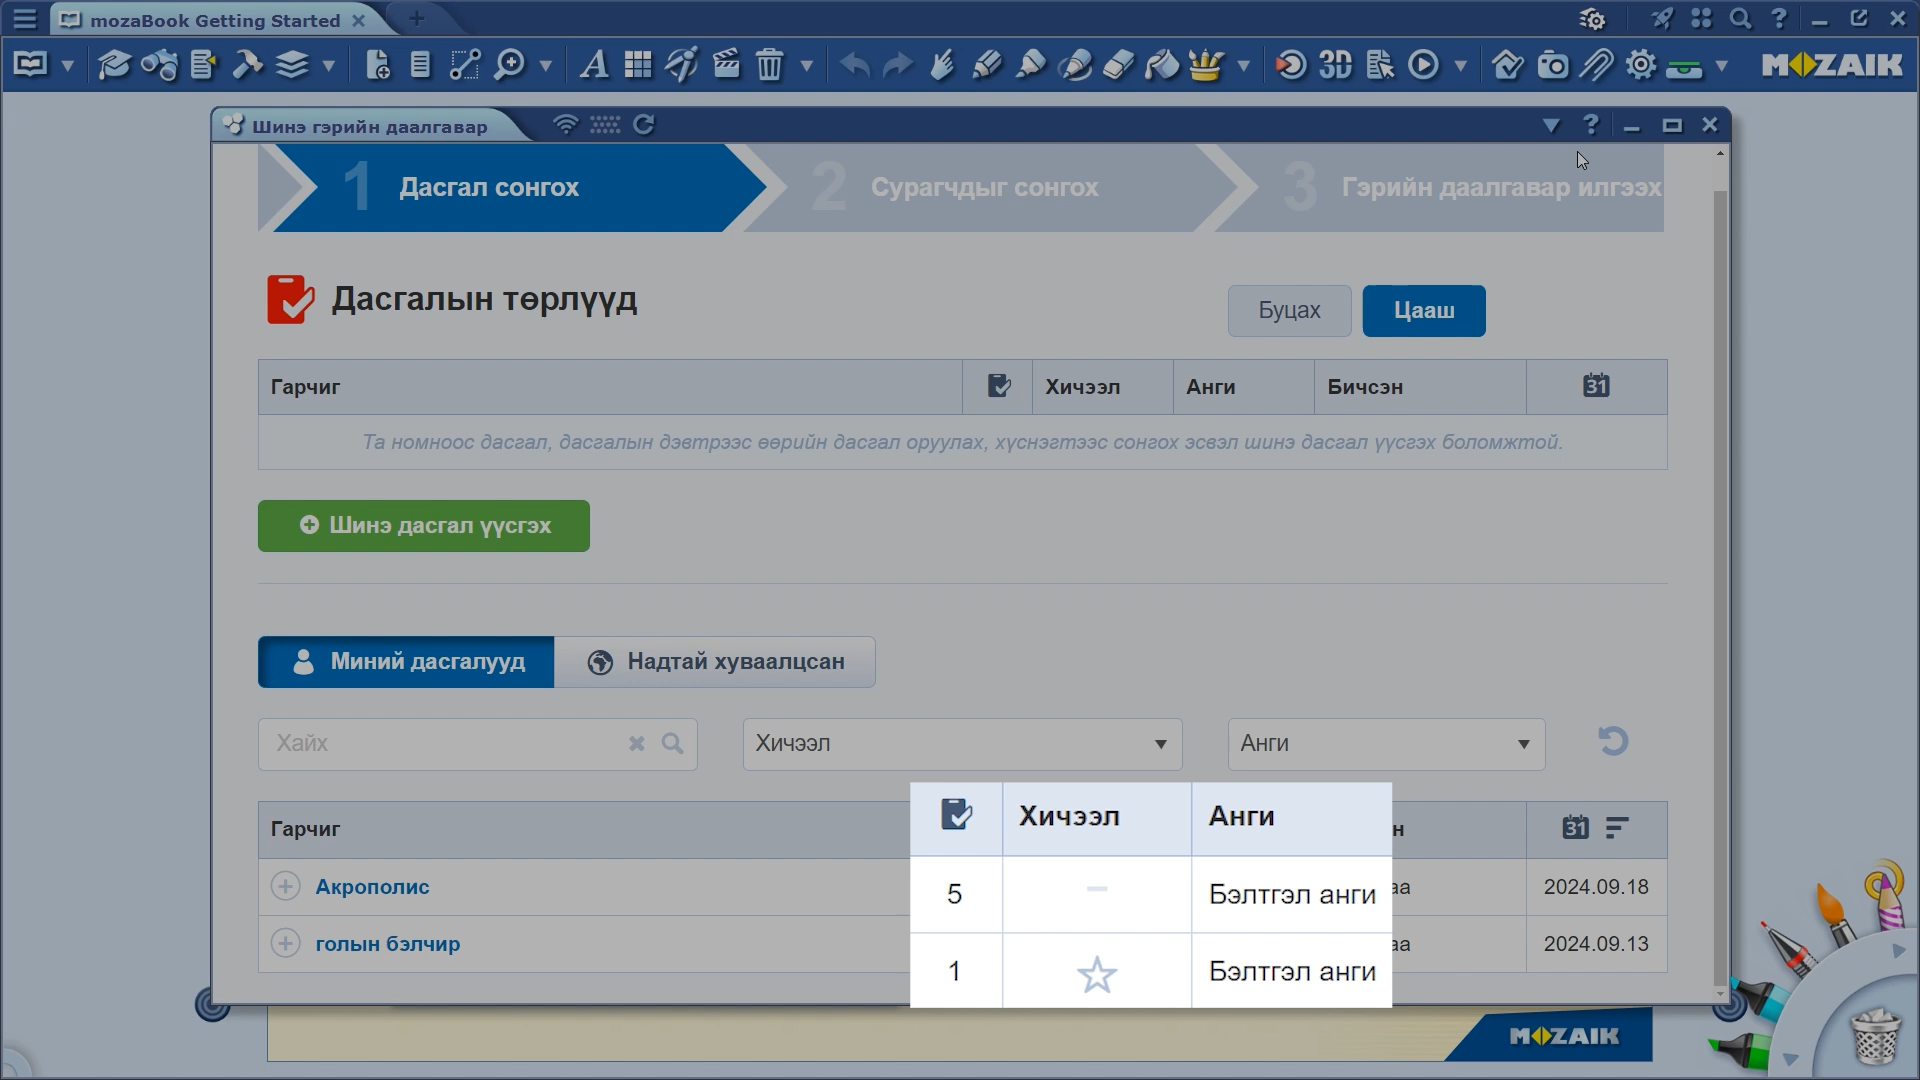 mozaBook Getting Started
MOZAIK
Шинэ гэрийн даалгавар
1 Дасгал сонгох
2 Сурагчдыг сонгох
3 Гэрийн даалгавар илгээх
Дасгалын төрлүүд
Буцах
Цааш
Гарчиг
Хичээл
Анги
Бичсэн
31
Та номноос дасгал, дасгалын дэвтрээс өөрийн дасгал оруулах, хүснэгтээс сонгох эсвэл шинэ дасгал үүсгэх боломжтой.
Шинэ дасгал үүсгэх
Миний дасгалууд
Надтай хуваалцсан
Хайх
Хичээл
Анги
Гарчиг
Хичээл
Анги
н
31
Акрополис
5
–
Бэлтгэл анги
аа
2024.09.18
голын бэлчир
1
Бэлтгэл анги
аа
2024.09.13
MOZAIK